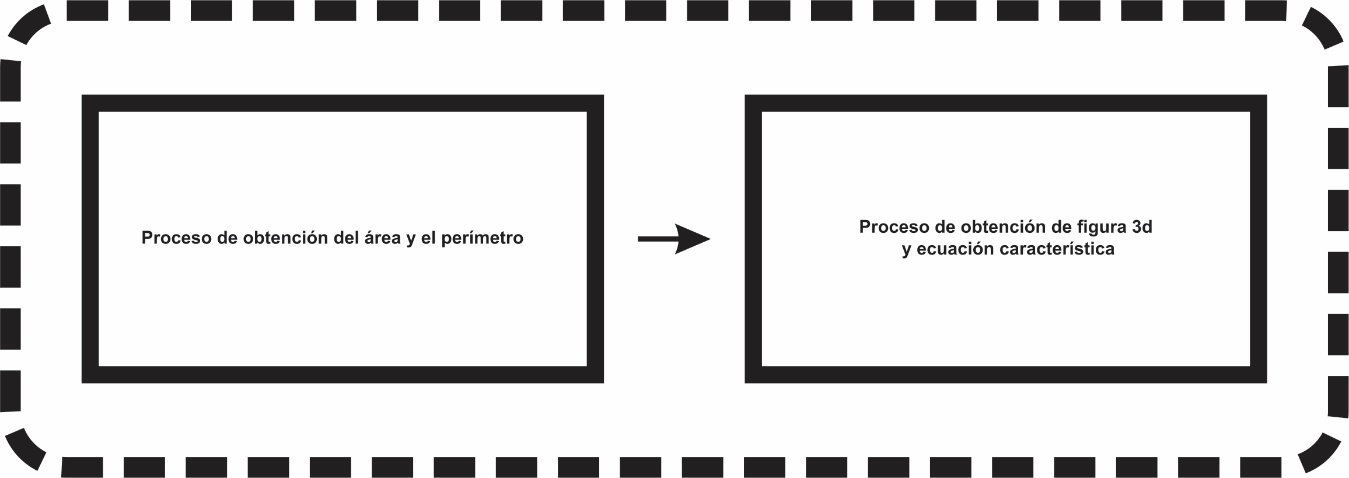 Proceso de obtención del área y el perímetro
Proceso de obtención de figura 3d
y ecuación característica